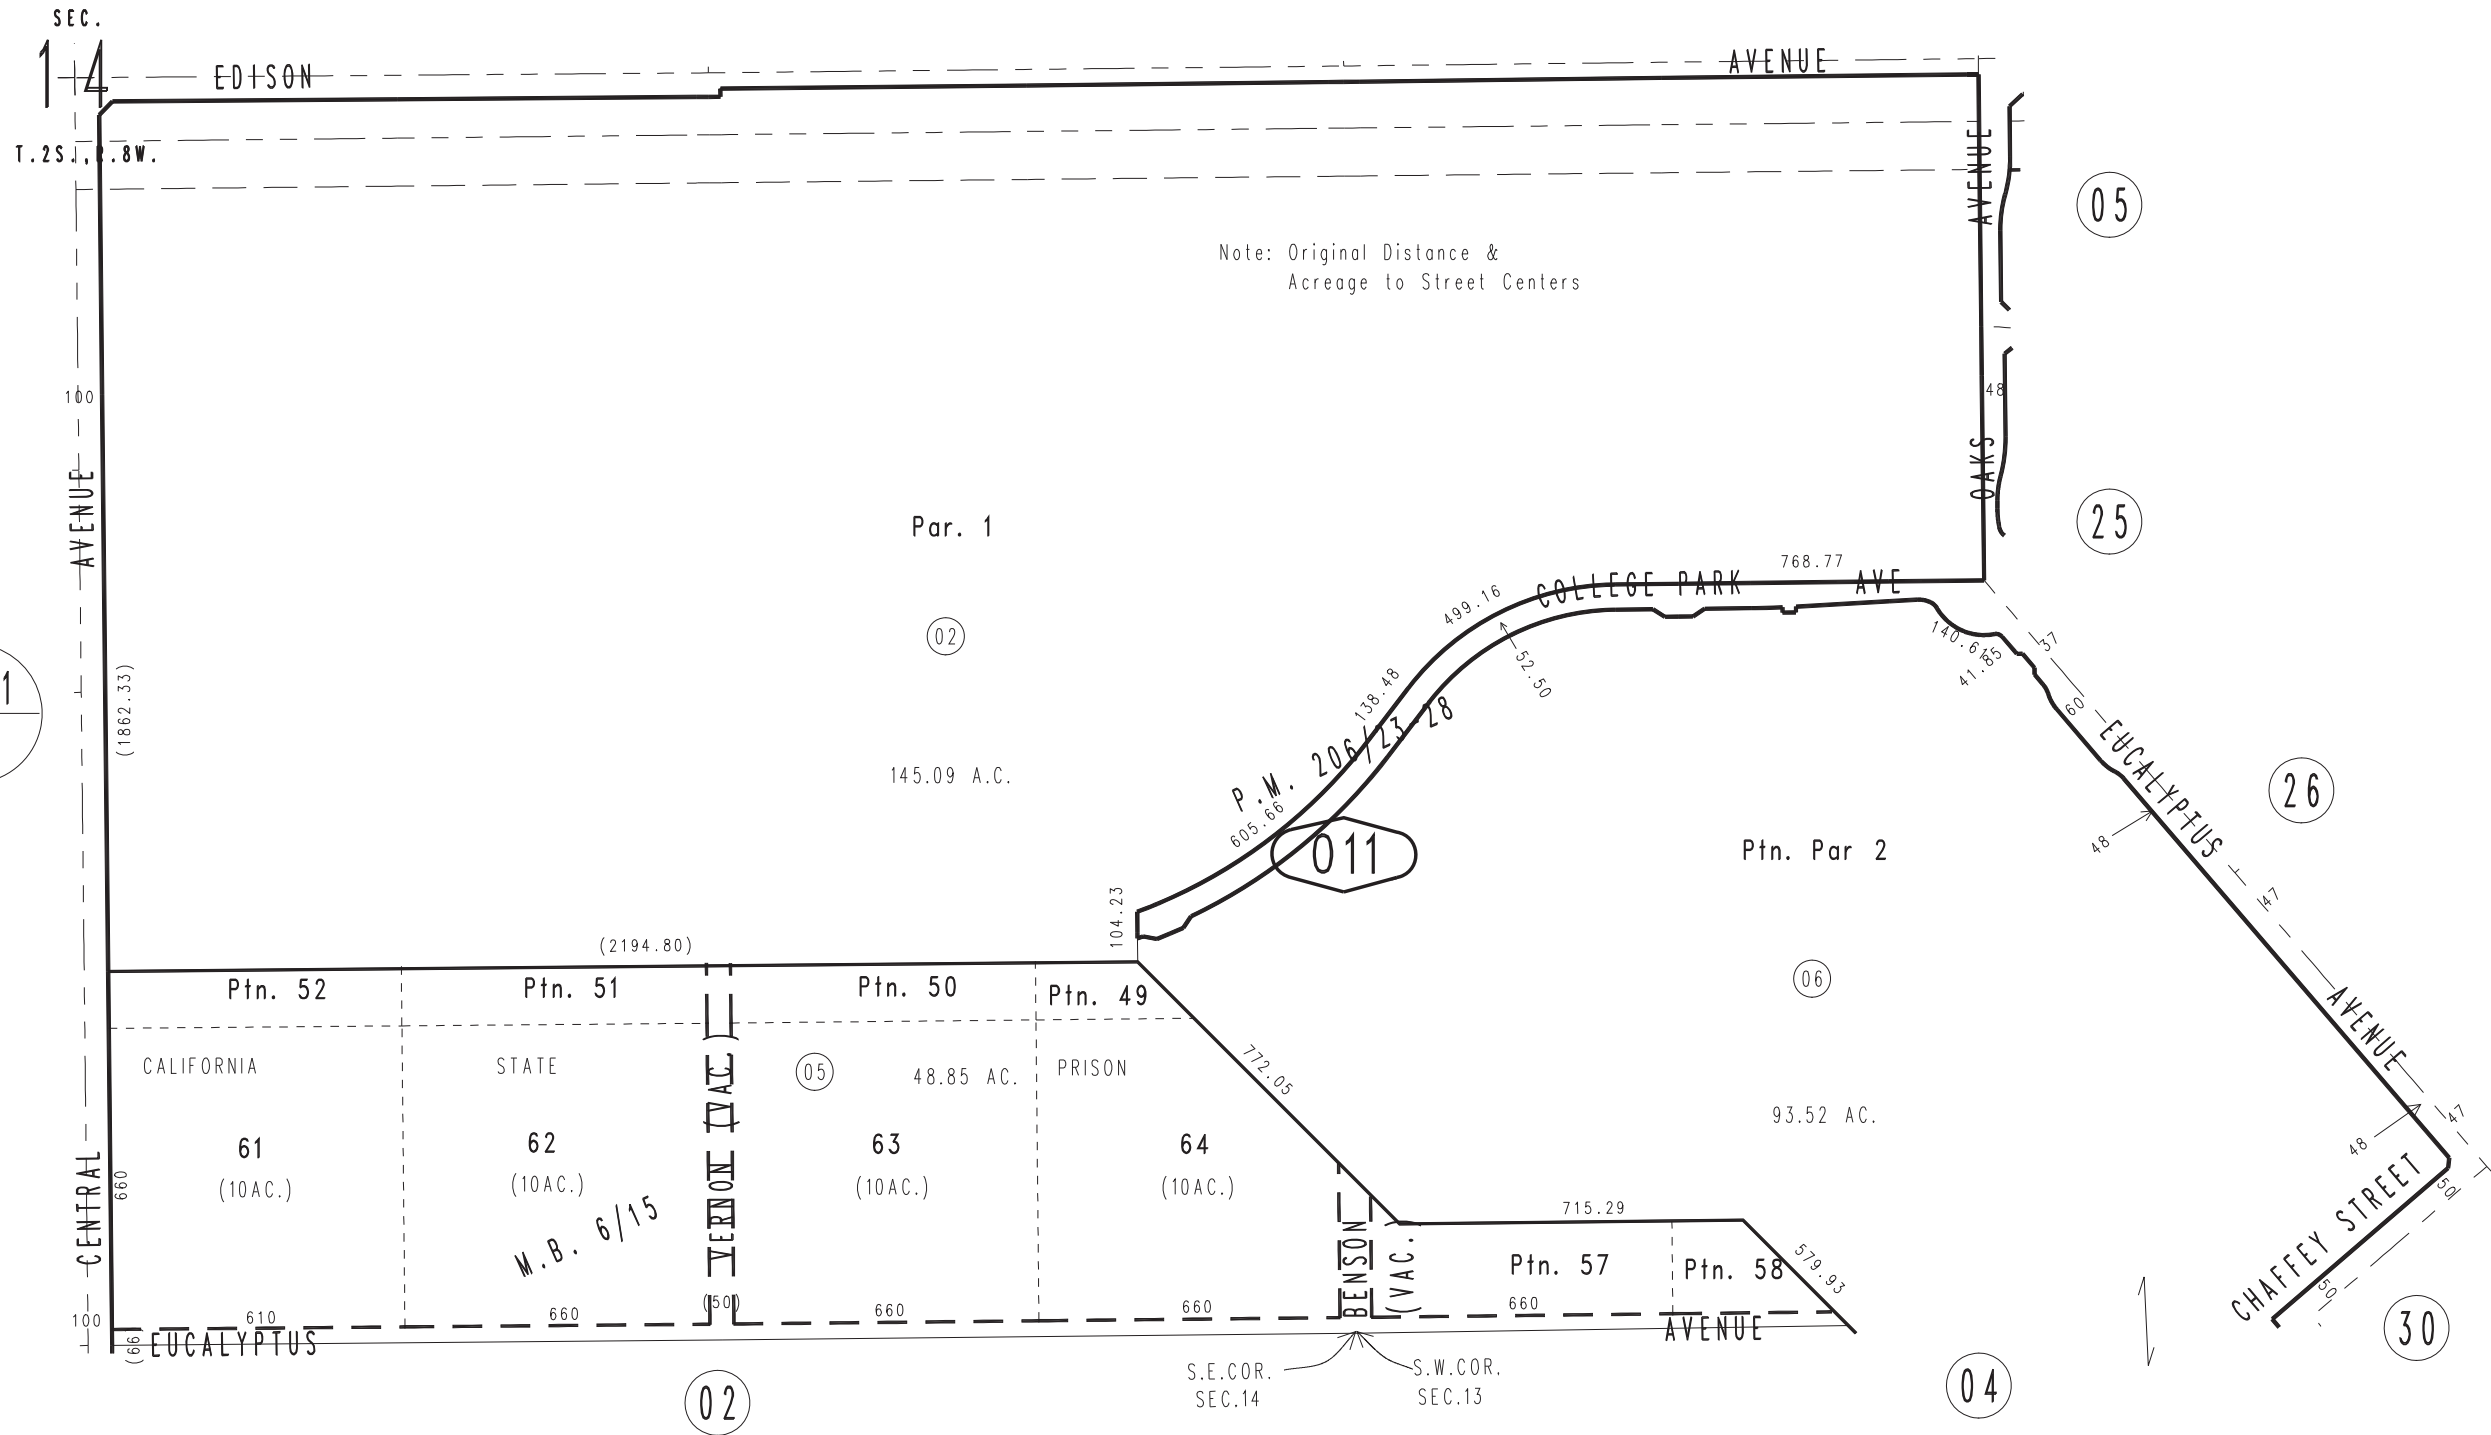 SEC.
14
EDISON
AVENUE
T.2S.,R.8W.
AVENUE
05
Note: Original Distance &
Acreage to Street Centers
100
48
AVENUE
OAKS
25
Par. 1
768.77
499.16
COLLEGE PARK AVE
02
140.61
41.85
37
52.50
1
(1862.33)
138.48
60
P.M. 206/23-28
EUCALYPTUS
145.09 A.C.
26
605.66
011
Ptn. Par 2
48
47
104.23
(2194.80)
06
Ptn. 52
Ptn. 51
Ptn. 50
Ptn. 49
AVENUE
CALIFORNIA
STATE
05
48.85 AC.
PRISON
772.05
VERNON (VAC.)
93.52 AC.
47
61
62
63
64
48
(10AC.)
(10AC.)
(10AC.)
(10AC.)
CENTRAL
660
M.B. 6/15
50
715.29
CHAFFEY STREET
BENSON
(VAC.)
Ptn. 57
Ptn. 58
579.93
50
100
610
660
(50)
660
660
660
(66)
EUCALYPTUS
AVENUE
30
S.E.COR.
SEC.14
S.W.COR.
SEC.13
02
04